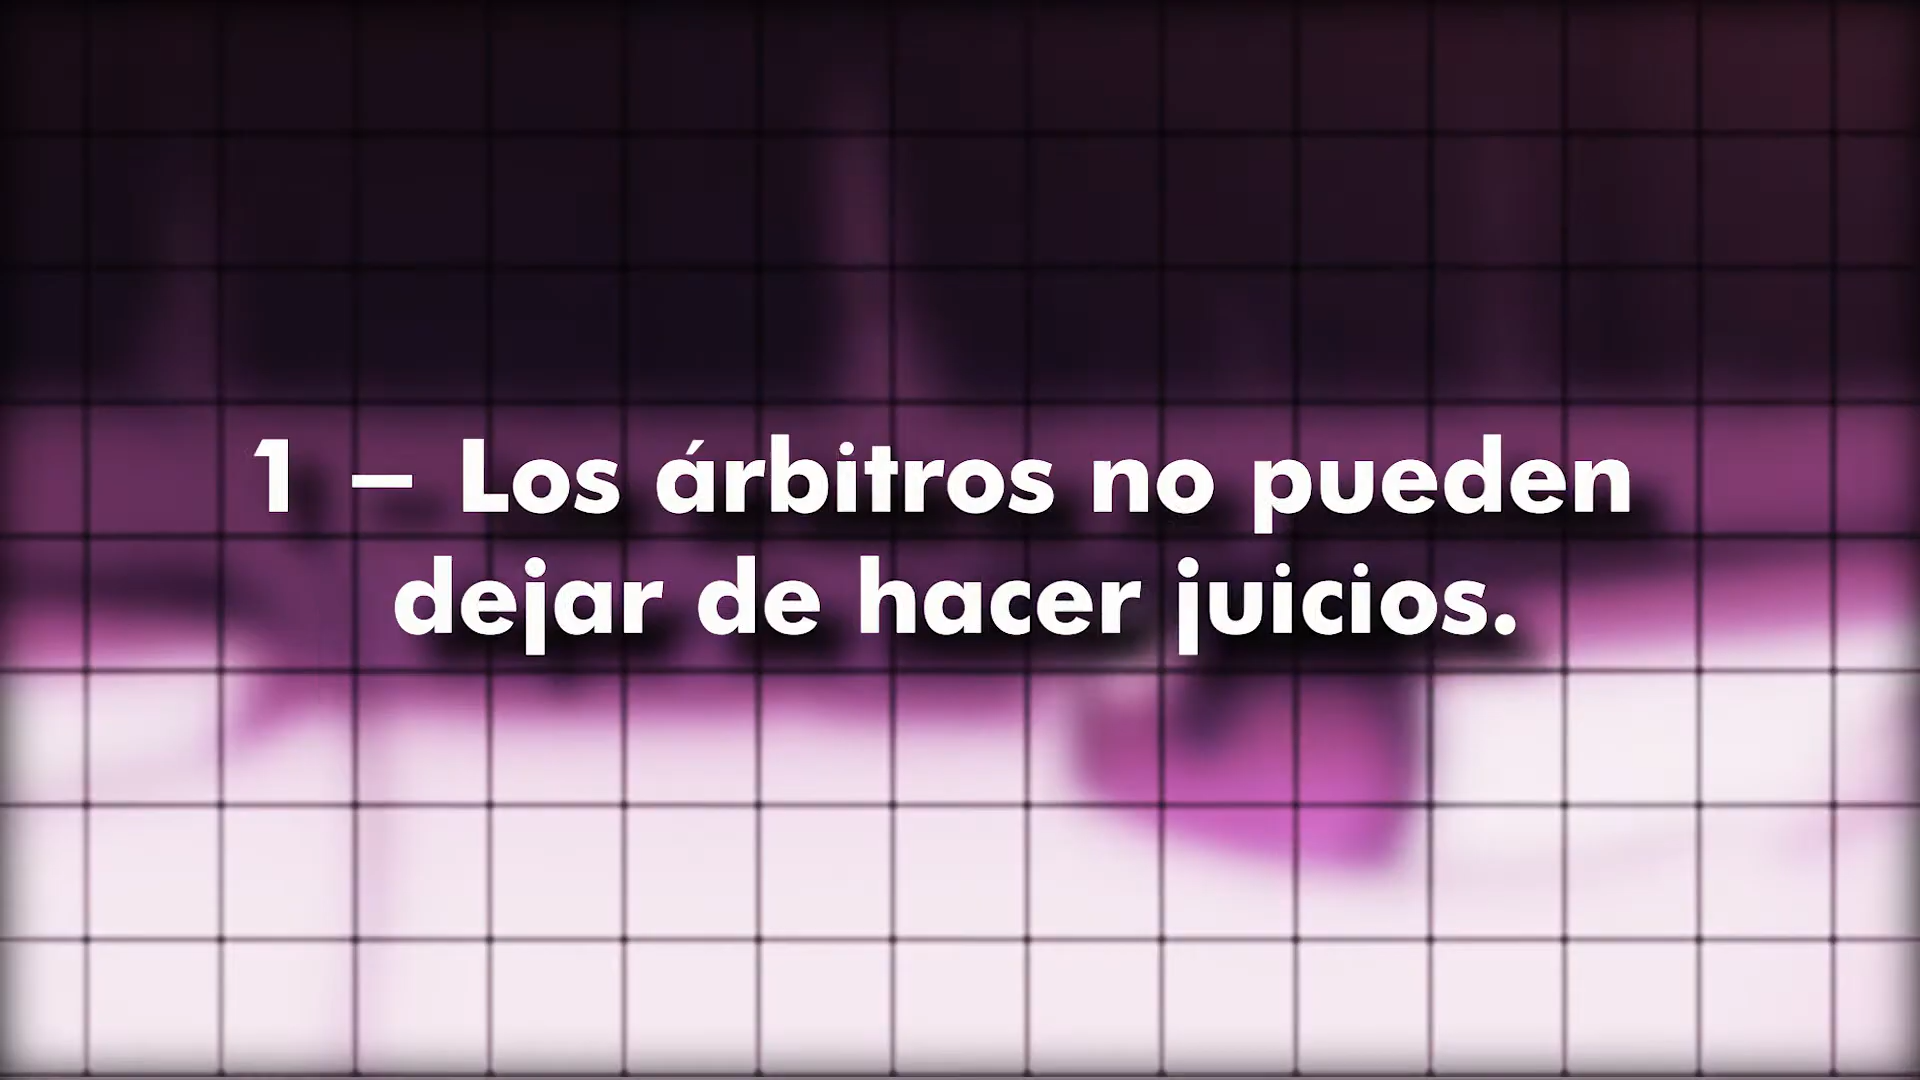 1 – Los árbitros no pueden
dejar de hacer juicios.